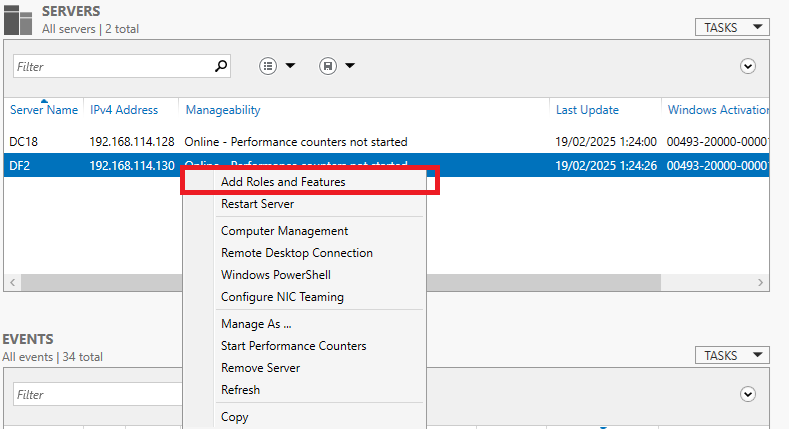 SERVERS
All servers | 2 total
TASKS
Filter
Server Name IPv4 Address Manageability Last Update Windows Activation
DC18 192.168.114.128 Online - Performance counters not started 19/02/2025 1:24:00 00493-20000-00001
DF2 192.168.114.130 Online - Performance counters not started 19/02/2025 1:24:26 00493-20000-00001
Add Roles and Features
Restart Server
Computer Management
Remote Desktop Connection
Windows PowerShell
Configure NIC Teaming
Manage As ...
Start Performance Counters
Remove Server
Refresh
Copy
EVENTS
All events | 34 total
TASKS
Filter